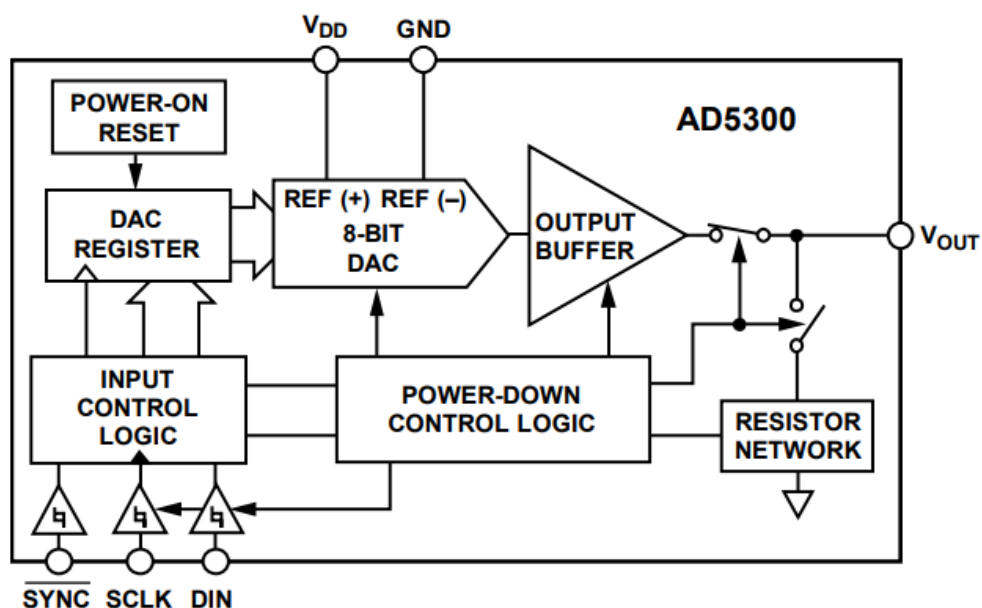 VDD GND
POWER-ON
RESET
AD5300
DAC
REGISTER
REF (+) REF (–)
8-BIT
DAC
OUTPUT
BUFFER
VOUT
INPUT
CONTROL
LOGIC
POWER-DOWN
CONTROL LOGIC
RESISTOR
NETWORK
SYNC SCLK DIN